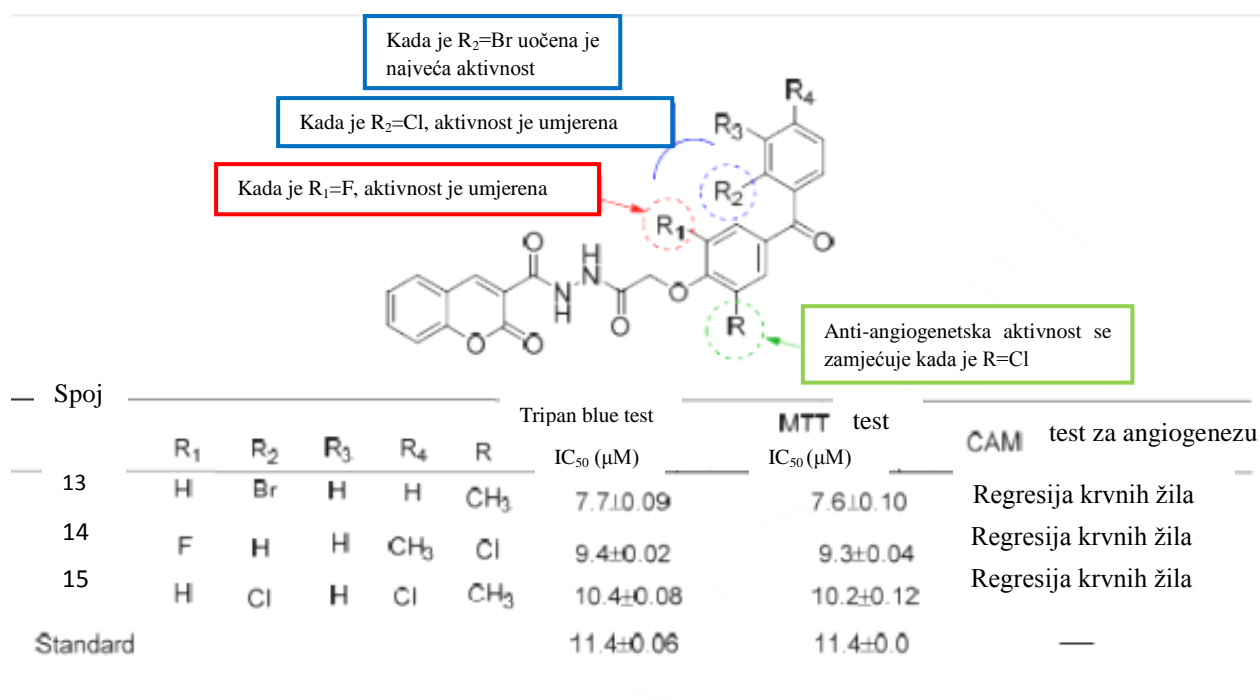 Kada je R₂=Br uočena je
najveća aktivnost
Kada je R₂=Cl, aktivnost je umjerena
Kada je R₁=F, aktivnost je umjerena
R₄
R₃
R₂
R₁
O
O
H
N
N
H
O
O
O
O
R
Anti-angiogenetska aktivnost se
zamjećuje kada je R=Cl
Spoj
Tripan blue test
MTT test
CAM test za angiogenezu
R₁ R₂ R₃ R₄ R IC₅₀ (μM) IC₅₀ (μM)
13 H Br H H CH₃ 7.7±0.09 7.6±0.10 Regresija krvnih žila
14 F H H CH₃ Cl 9.4±0.02 9.3±0.04 Regresija krvnih žila
15 H Cl H Cl CH₃ 10.4±0.08 10.2±0.12 Regresija krvnih žila
Standard 11.4±0.06 11.4±0.0 —